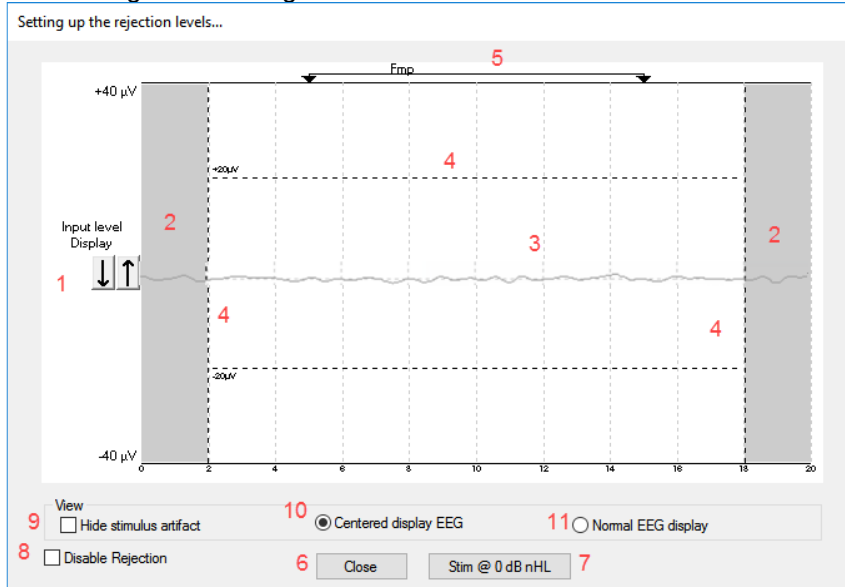 Setting up the rejection levels...
5
Fmp
+40 µV
4
+20µV
2
3
2
Input level
Display
1
4
4
-20µV
-40 µV
0 2 4 6 8 10 12 14 16 18 20
View
9 Hide stimulus artifact 10 Centered display EEG 11 Normal EEG display
8 Disable Rejection 6 Close Stim @ 0 dB nHL 7